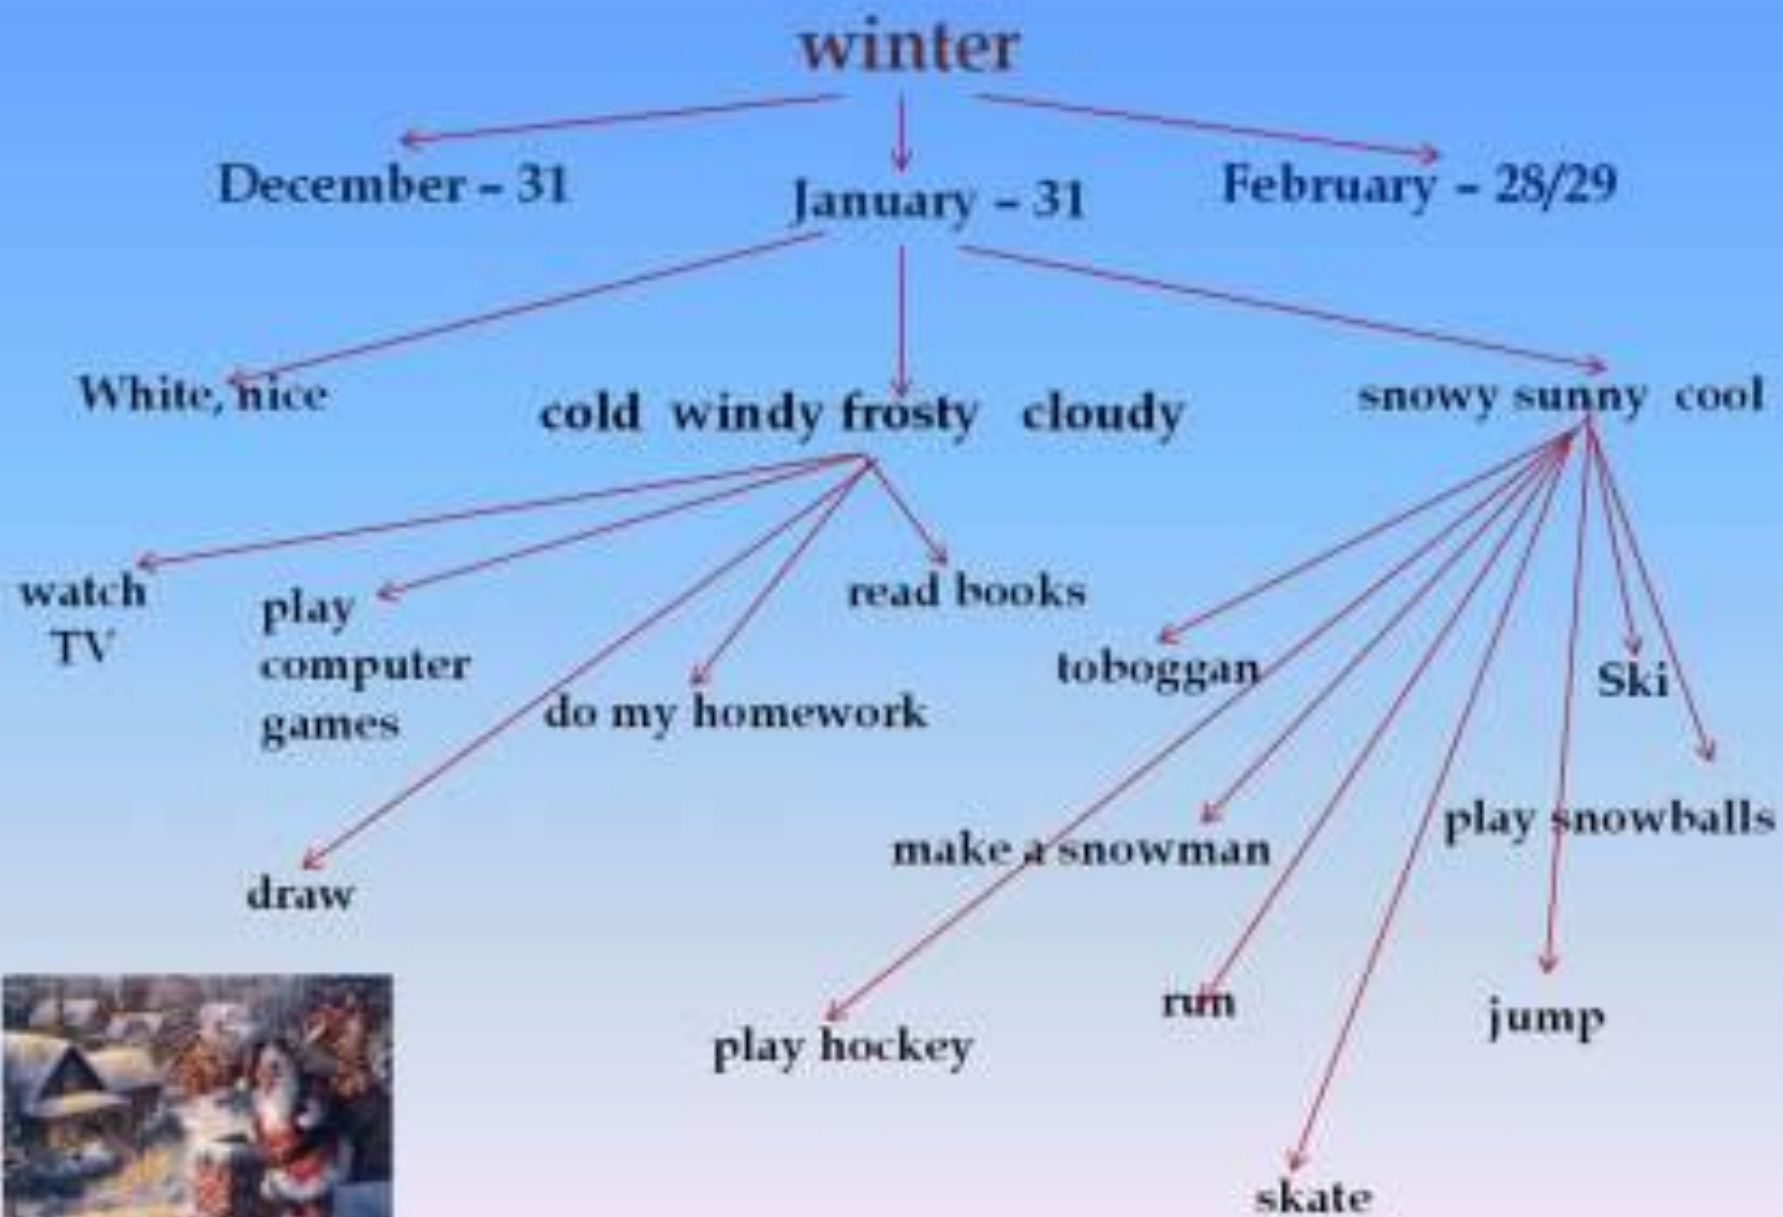 winter
December – 31
January – 31
February – 28/29
White, nice
cold windy frosty cloudy
snowy sunny cool
watch
TV
play
computer
games
do my homework
read books
draw
toboggan
Ski
make a snowman
play snowballs
play hockey
run
jump
skate